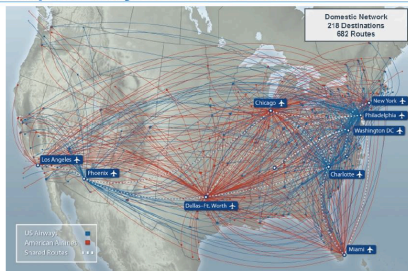 Domestic Network
218 Destinations
682 Routes
New York
Chicago
Philadelphia
Washington DC
Los Angeles
Phoenix
Charlotte
Dallas-Ft. Worth
US Airways
American Airlines
Shared Routes
Miami